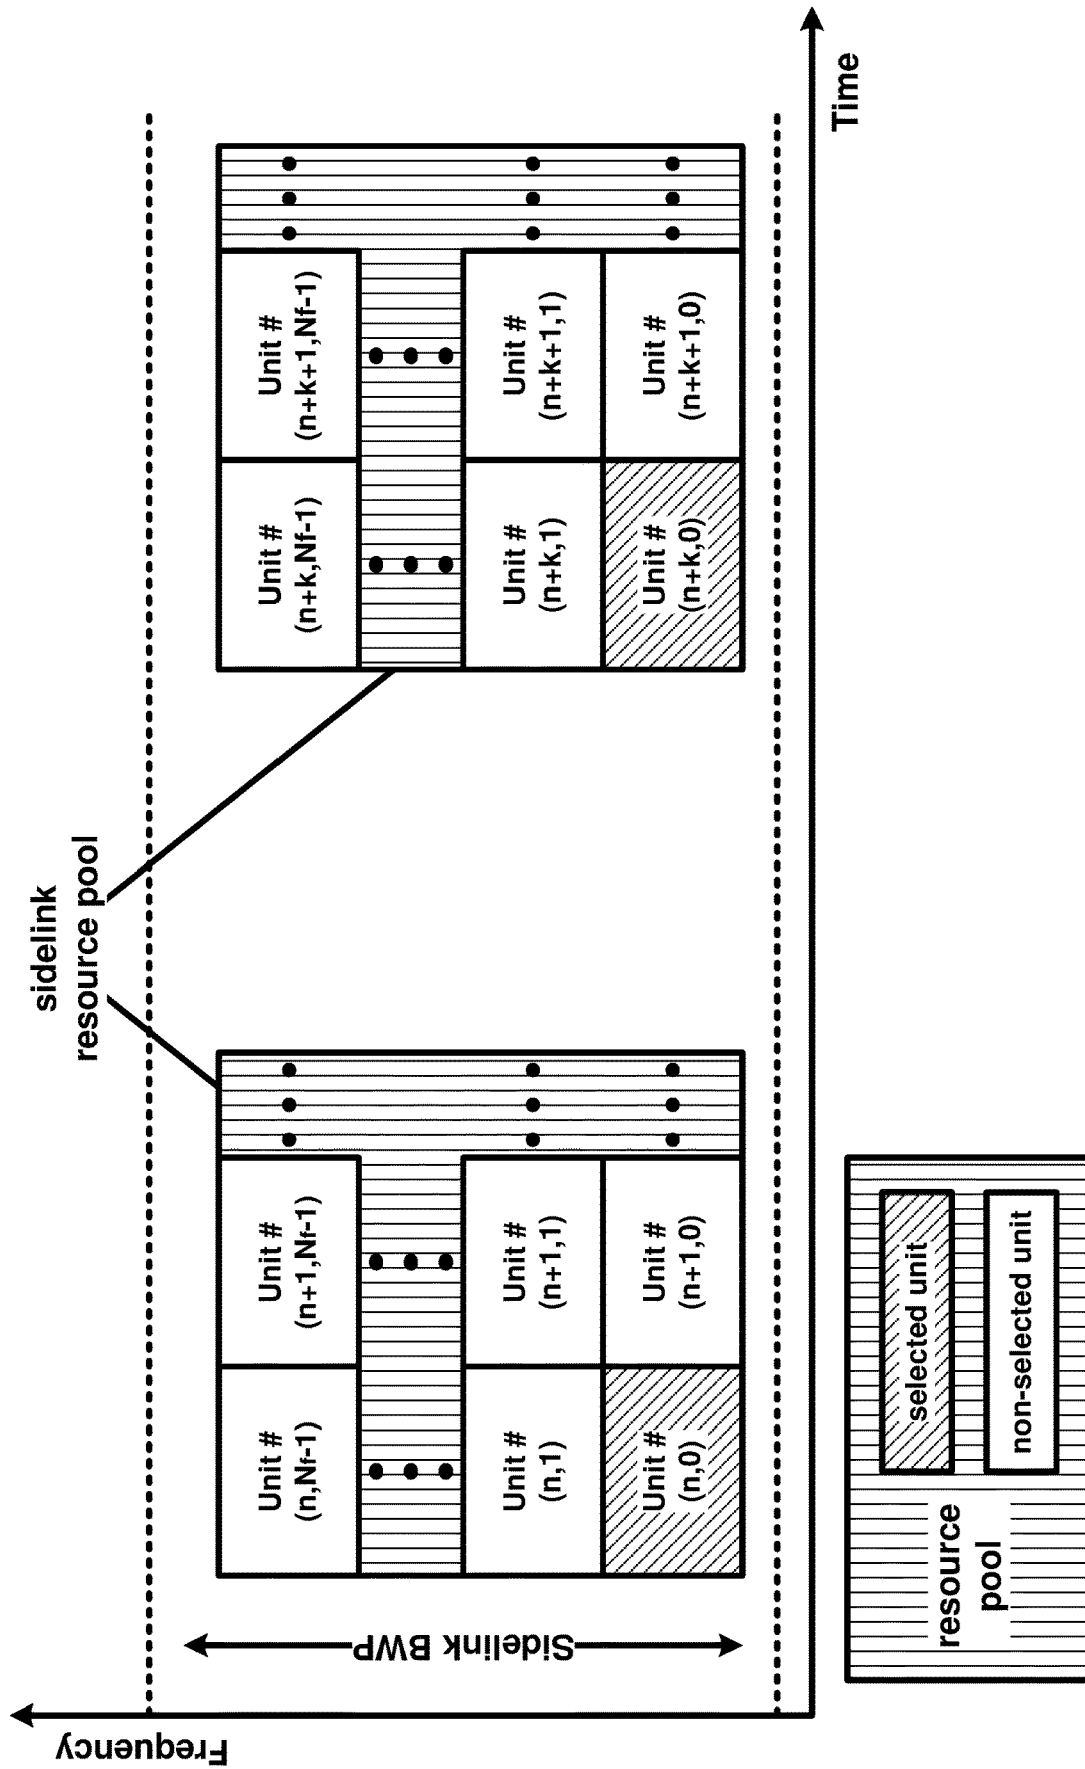 Frequency
Sidelink BWP
sidelink
resource pool
Unit #
(n,Nf-1)
Unit #
(n+1,Nf-1)
Unit #
(n+k,Nf-1)
Unit #
(n+k+1,Nf-1)
Unit #
(n,1)
Unit #
(n+1,1)
Unit #
(n+k,1)
Unit #
(n+k+1,1)
Unit #
(n,0)
Unit #
(n+1,0)
Unit #
(n+k,0)
Unit #
(n+k+1,0)
Time
resource
pool
selected unit
non-selected unit